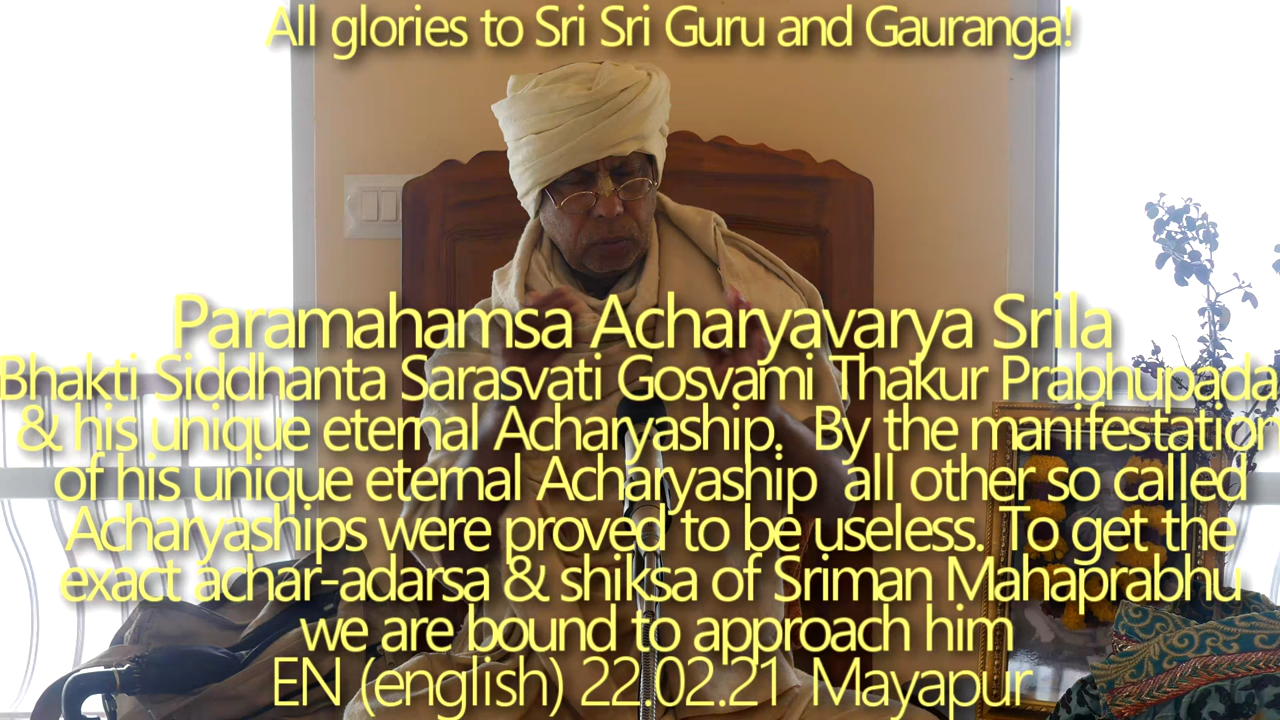 All glories to Sri Sri Guru and Gauranga!
Paramahamsa Acharyavarya Srila
Bhakti Siddhanta Sarasvati Gosvami Thakur Prabhupada
& his unique eternal Acharyaship. By the manifestation
of his unique eternal Acharyaship all other so called
Acharyaships were proved to be useless. To get the
exact achar-adarsa & shiksa of Sriman Mahaprabhu
we are bound to approach him
EN (english) 22.02.21 Mayapur